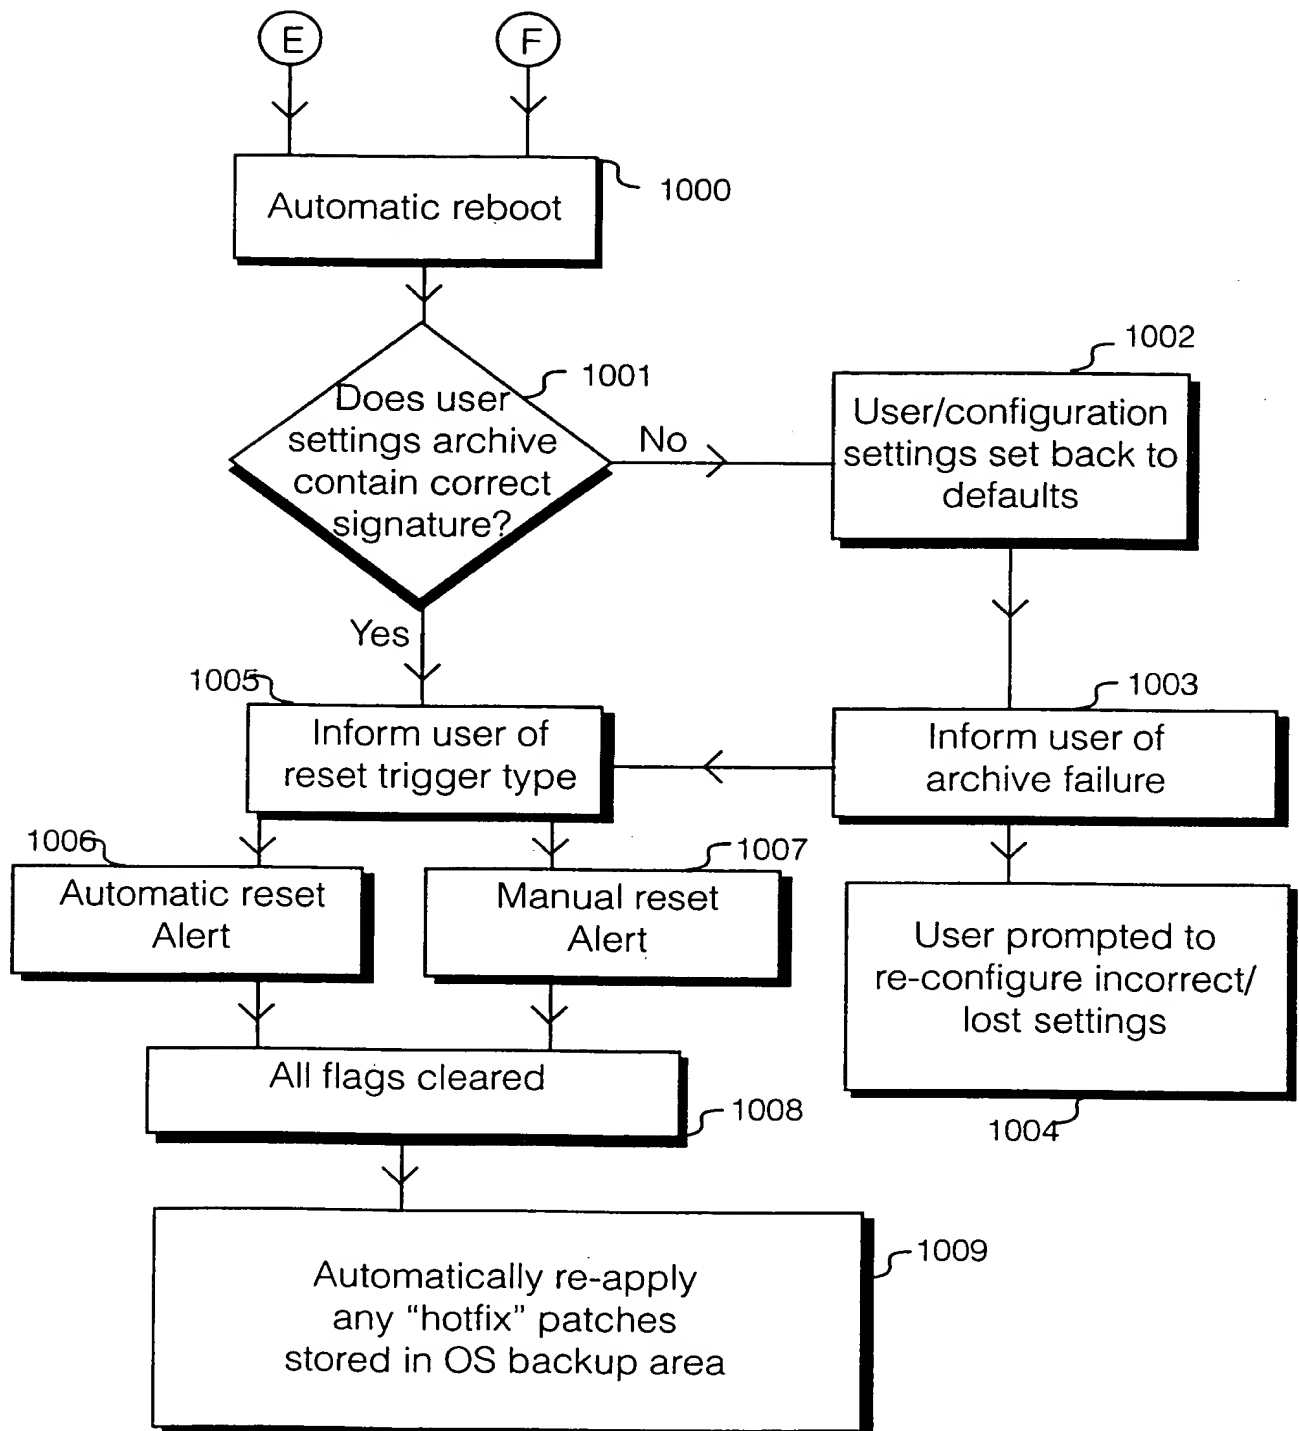 E
F
Automatic reboot
1000
Does user
settings archive
contain correct
signature?
1001
No
User/configuration
settings set back to
defaults
1002
Yes
1005
Inform user of
reset trigger type
1003
Inform user of
archive failure
1006
Automatic reset
Alert
1007
Manual reset
Alert
User prompted to
re-configure incorrect/
lost settings
1004
All flags cleared
1008
Automatically re-apply
any “hotfix” patches
stored in OS backup area
1009